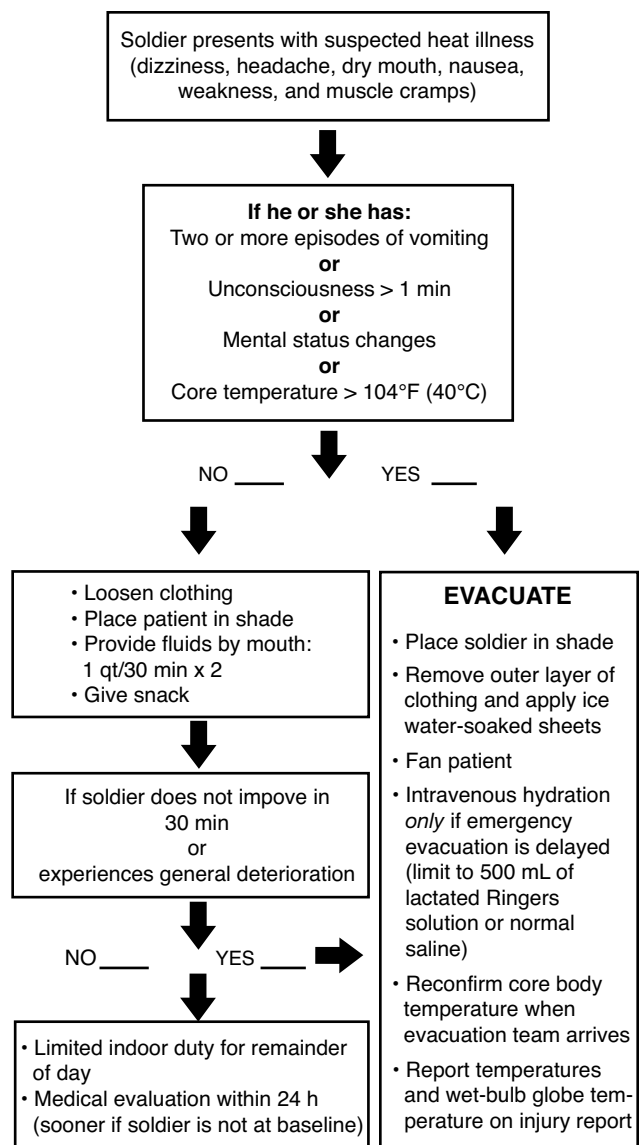 Soldier presents with suspected heat illness
(dizziness, headache, dry mouth, nausea,
weakness, and muscle cramps)
If he or she has:
Two or more episodes of vomiting
or
Unconsciousness > 1 min
or
Mental status changes
or
Core temperature > 104°F (40°C)
NO ____ YES ____
• Loosen clothing
• Place patient in shade
• Provide fluids by mouth:
1 qt/30 min x 2
• Give snack
If soldier does not impove in
30 min
or
experiences general deterioration
NO ____ YES ____
• Limited indoor duty for remainder
of day
• Medical evaluation within 24 h
(sooner if soldier is not at baseline)
EVACUATE
• Place soldier in shade
• Remove outer layer of
clothing and apply ice
water-soaked sheets
• Fan patient
• Intravenous hydration
only if emergency
evacuation is delayed
(limit to 500 mL of
lactated Ringers
solution or normal
saline)
• Reconfirm core body
temperature when
evacuation team arrives
• Report temperatures
and wet-bulb globe tem-
perature on injury report